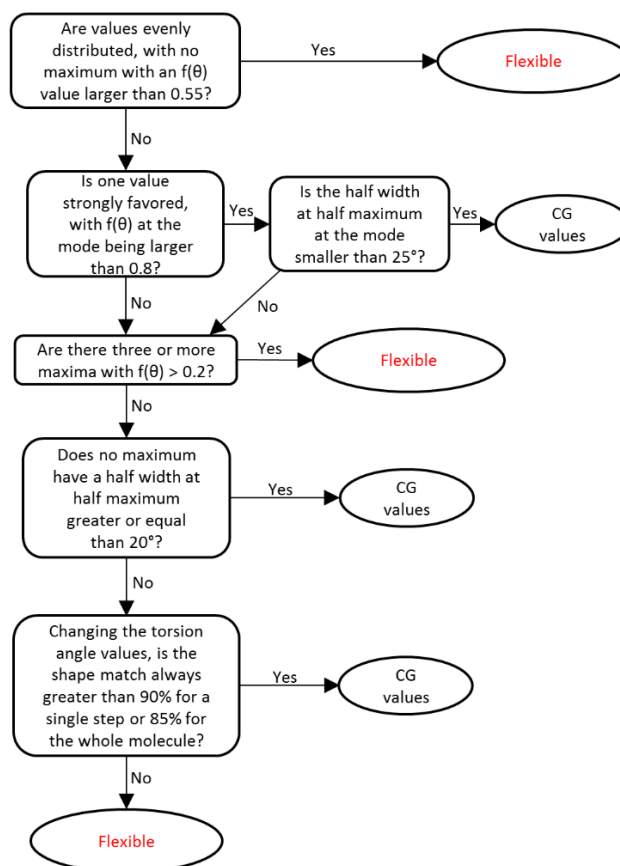 Are values evenly
distributed, with no
maximum with an f(θ)
value larger than 0.55?
Yes
Flexible
No
Is one value
strongly favored,
with f(θ) at the
mode being larger
than 0.8?
Yes
Is the half width
at half maximum
at the mode
smaller than 25°?
Yes
CG
values
No
No
Are there three or more
maxima with f(θ) > 0.2?
Yes
Flexible
No
Does no maximum
have a half width at
half maximum
greater or equal
than 20°?
Yes
CG
values
No
Changing the torsion
angle values, is the
shape match always
greater than 90% for
a single step or 85% for
the whole molecule?
Yes
CG
values
No
Flexible